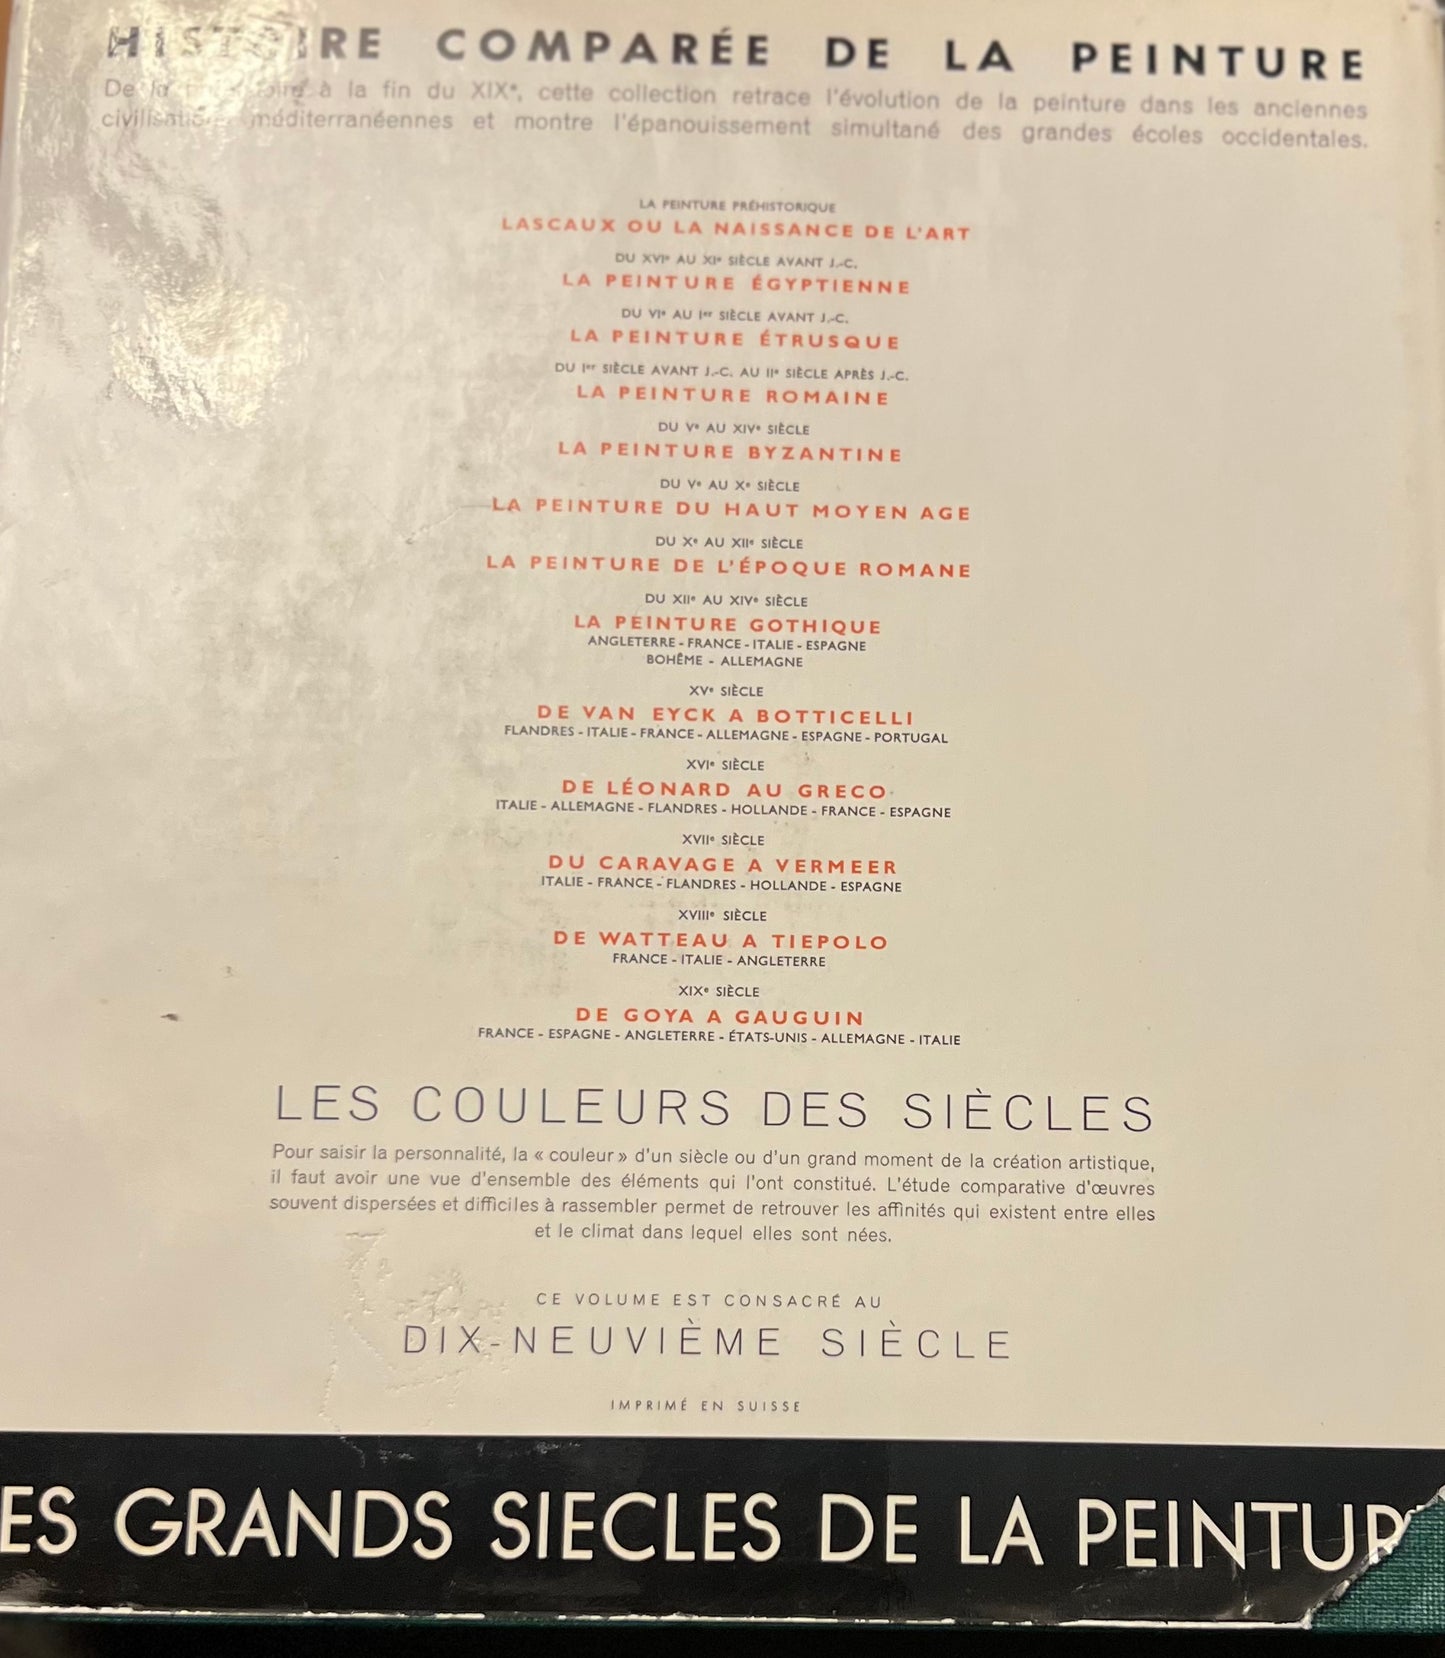 HISTOIRE COMPARÉE DE LA PEINTURE
De la préhistoire à la fin du XIXe, cette collection retrace l'évolution de la peinture dans les anciennes
civilisations méditerranéennes et montre l'épanouissement simultané des grandes écoles occidentales.
LA PEINTURE PRÉHISTORIQUE
LASCAUX OU LA NAISSANCE DE L'ART
DU XVIe AU XIe SIÈCLE AVANT J.-C.
LA PEINTURE ÉGYPTIENNE
DU VIe AU Ier SIÈCLE AVANT J.-C.
LA PEINTURE ÉTRUSQUE
DU Ier SIÈCLE AVANT J.-C. AU IIe SIÈCLE APRÈS J.-C.
LA PEINTURE ROMAINE
DU Ve AU XIVe SIÈCLE
LA PEINTURE BYZANTINE
DU Ve AU Xe SIÈCLE
LA PEINTURE DU HAUT MOYEN AGE
DU Xe AU XIIe SIÈCLE
LA PEINTURE DE L'ÉPOQUE ROMANE
DU XIIe AU XIVe SIÈCLE
LA PEINTURE GOTHIQUE
ANGLETERRE - FRANCE - ITALIE - ESPAGNE
BOHÊME - ALLEMAGNE
XVe SIÈCLE
DE VAN EYCK A BOTTICELLI
FLANDRES - ITALIE - FRANCE - ALLEMAGNE - ESPAGNE - PORTUGAL
XVIe SIÈCLE
DE LÉONARD AU GRECO
ITALIE - ALLEMAGNE - FLANDRES - HOLLANDE - FRANCE - ESPAGNE
XVIIe SIÈCLE
DU CARAVAGE A VERMEER
ITALIE - FRANCE - FLANDRES - HOLLANDE - ESPAGNE
XVIIIe SIÈCLE
DE WATTEAU A TIEPOLO
FRANCE - ITALIE - ANGLETERRE
XIXe SIÈCLE
DE GOYA A GAUGUIN
FRANCE - ESPAGNE - ANGLETERRE - ÉTATS-UNIS - ALLEMAGNE - ITALIE
LES COULEURS DES SIÈCLES
Pour saisir la personnalité, la « couleur » d'un siècle ou d'un grand moment de la création artistique,
il faut avoir une vue d'ensemble des éléments qui l'ont constitué. L'étude comparative d'œuvres
souvent dispersées et difficiles à rassembler permet de retrouver les affinités qui existent entre elles
et le climat dans lequel elles sont nées.
CE VOLUME EST CONSACRÉ AU
DIX-NEUVIÈME SIÈCLE
IMPRIMÉ EN SUISSE
ES GRANDS SIECLES DE LA PEINTUR